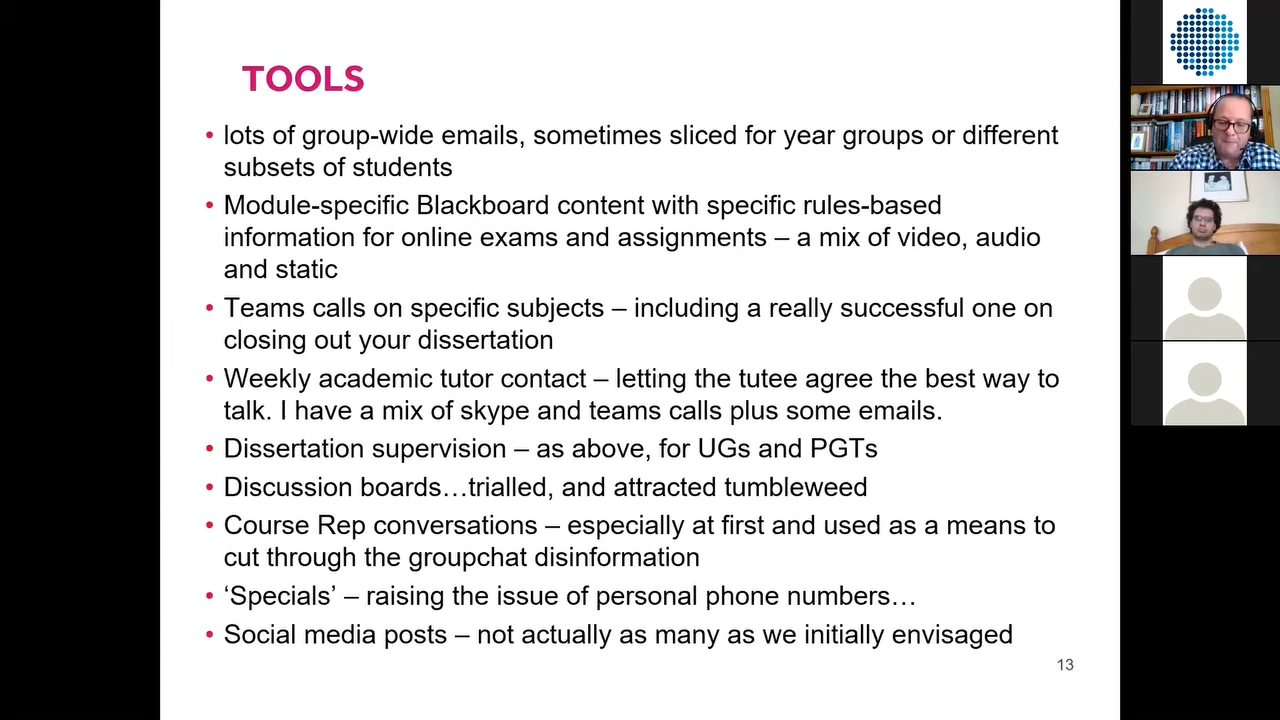 TOOLS
• lots of group-wide emails, sometimes sliced for year groups or different
subsets of students
• Module-specific Blackboard content with specific rules-based
information for online exams and assignments – a mix of video, audio
and static
• Teams calls on specific subjects – including a really successful one on
closing out your dissertation
• Weekly academic tutor contact – letting the tutee agree the best way to
talk. I have a mix of skype and teams calls plus some emails.
• Dissertation supervision – as above, for UGs and PGTs
• Discussion boards…trialled, and attracted tumbleweed
• Course Rep conversations – especially at first and used as a means to
cut through the groupchat disinformation
• ‘Specials’ – raising the issue of personal phone numbers…
• Social media posts – not actually as many as we initially envisaged
13